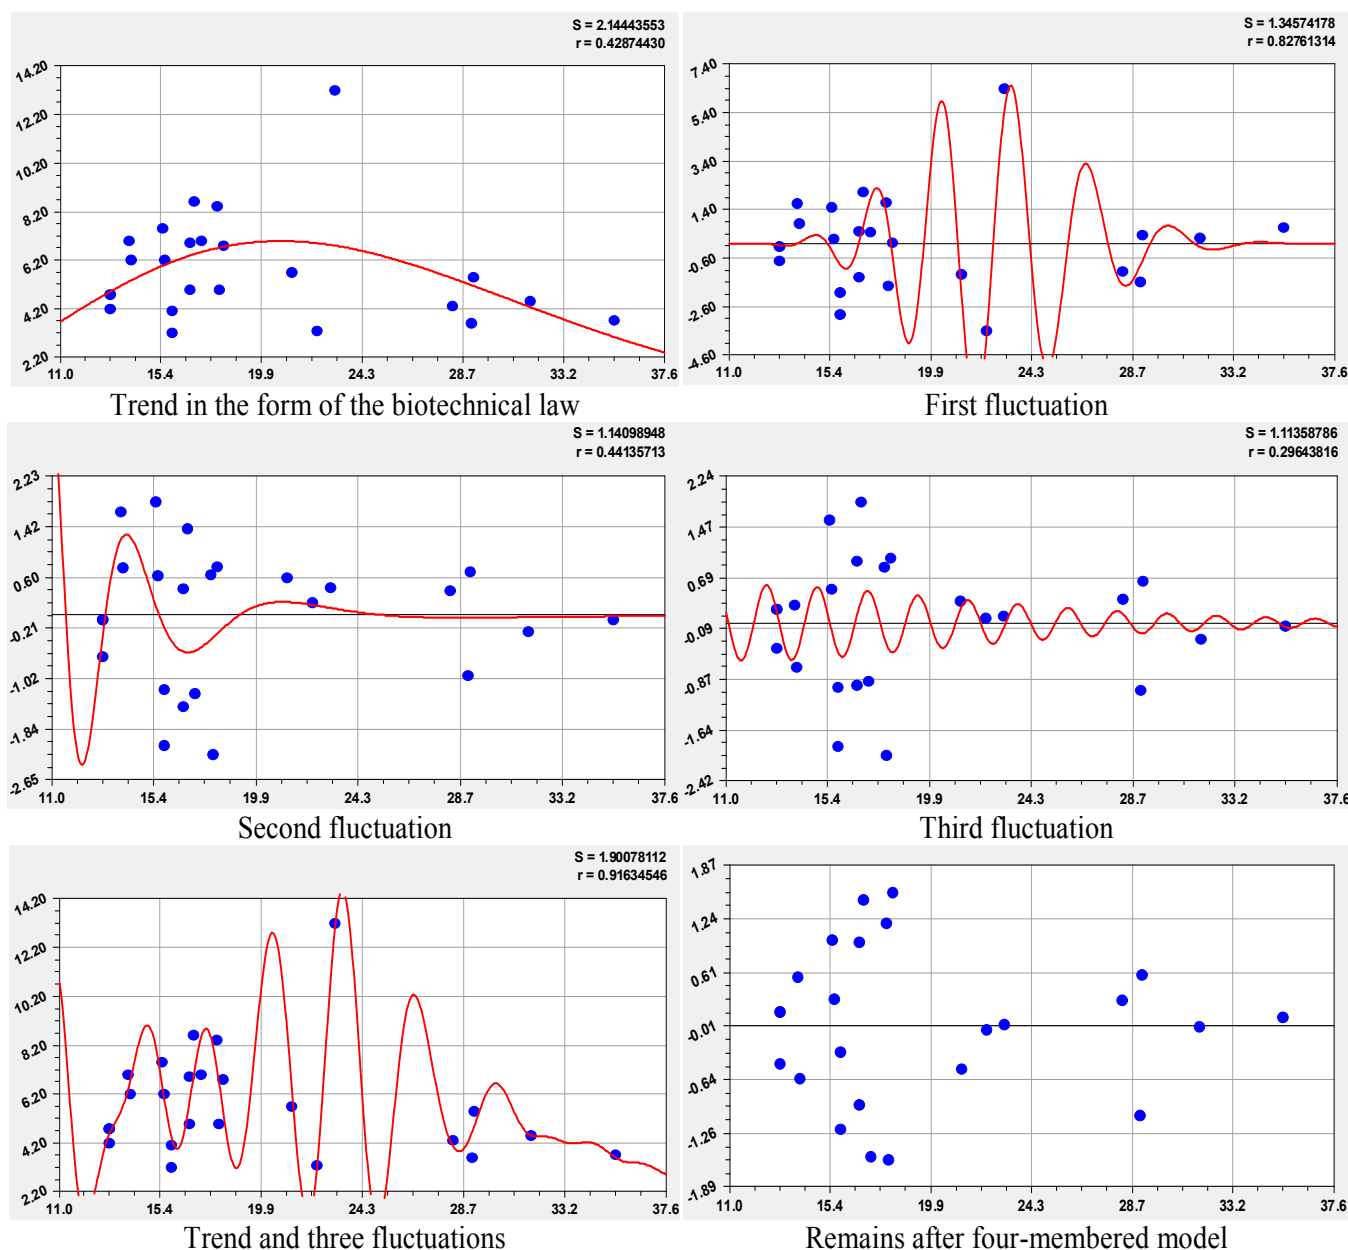 S = 2.14443553
r = 0.42874430
14.20
12.20
10.20
8.20
6.20
4.20
2.20
11.0 15.4 19.9 24.3 28.7 33.2 37.6
Trend in the form of the biotechnical law
S = 1.34574178
r = 0.82761314
7.40
5.40
3.40
1.40
-0.60
-2.60
-4.60
11.0 15.4 19.9 24.3 28.7 33.2 37.6
First fluctuation
S = 1.14098948
r = 0.44135713
2.23
1.42
0.60
-0.21
-1.02
-1.84
-2.65
11.0 15.4 19.9 24.3 28.7 33.2 37.6
Second fluctuation
S = 1.11358786
r = 0.29643816
2.24
1.47
0.69
-0.09
-0.87
-1.64
-2.42
11.0 15.4 19.9 24.3 28.7 33.2 37.6
Third fluctuation
S = 1.90078112
r = 0.91634546
14.20
12.20
10.20
8.20
6.20
4.20
2.20
11.0 15.4 19.9 24.3 28.7 33.2 37.6
Trend and three fluctuations
1.87
1.24
0.61
-0.01
-0.64
-1.26
-1.89
11.0 15.4 19.9 24.3 28.7 33.2 37.6
Remains after four-membered model